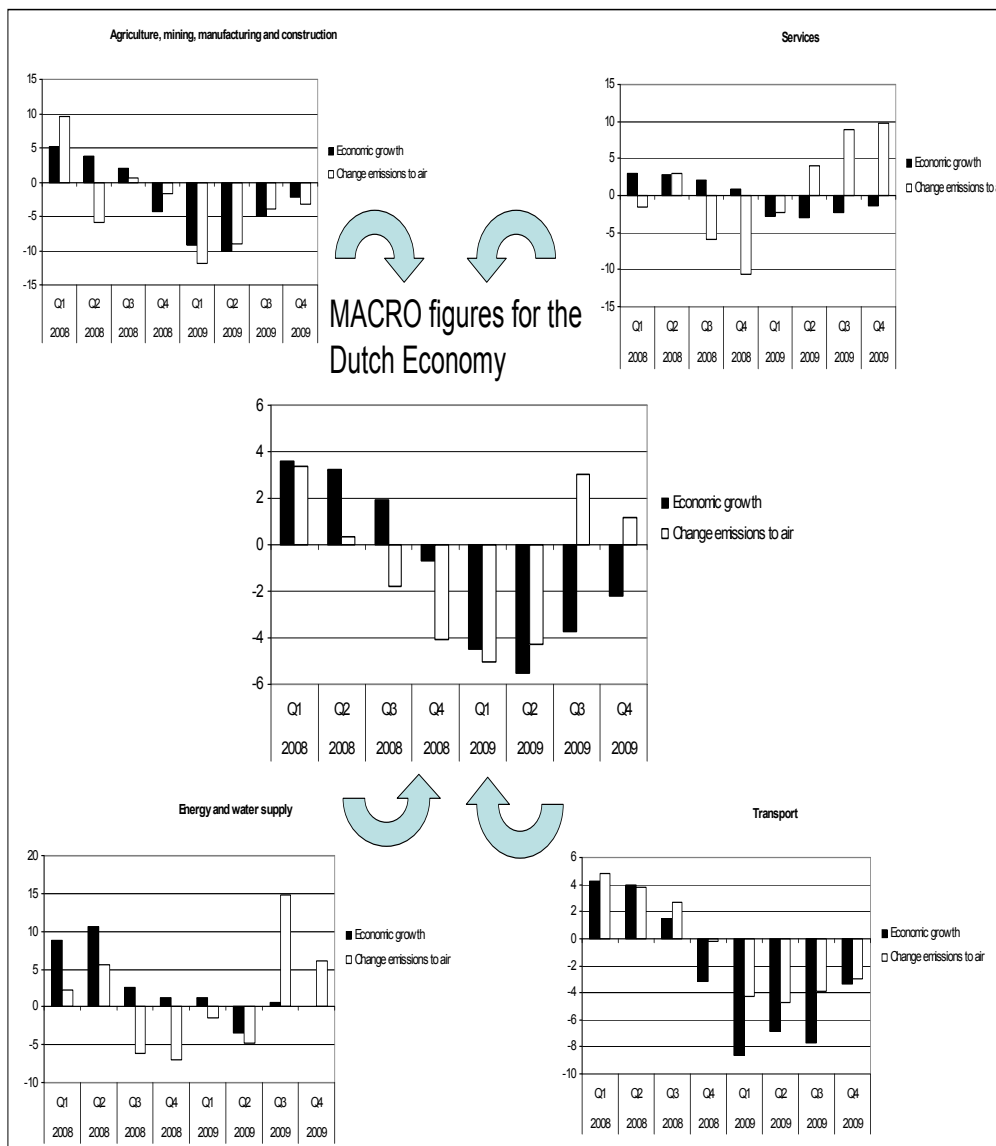 Agriculture, mining, manufacturing and construction
15
10
5
0
-5
-10
-15
Q1 Q2 Q3 Q4 Q1 Q2 Q3 Q4
2008 2008 2008 2008 2009 2009 2009 2009
Economic growth
Change emissions to air
Services
15
10
5
0
-5
-10
-15
Q1 Q2 Q3 Q4 Q1 Q2 Q3 Q4
2008 2008 2008 2008 2009 2009 2009 2009
Economic growth
Change emissions to a
MACRO figures for the
Dutch Economy
6
4
2
0
-2
-4
-6
Q1 Q2 Q3 Q4 Q1 Q2 Q3 Q4
2008 2008 2008 2008 2009 2009 2009 2009
Economic growth
Change emissions to air
Energy and water supply
20
15
10
5
0
-5
-10
Q1 Q2 Q3 Q4 Q1 Q2 Q3 Q4
2008 2008 2008 2008 2009 2009 2009 2009
Economic growth
Change emissions to air
Transport
6
4
2
0
-2
-4
-6
-8
-10
Q1 Q2 Q3 Q4 Q1 Q2 Q3 Q4
2008 2008 2008 2008 2009 2009 2009 2009
Economic growth
Change emissions to air